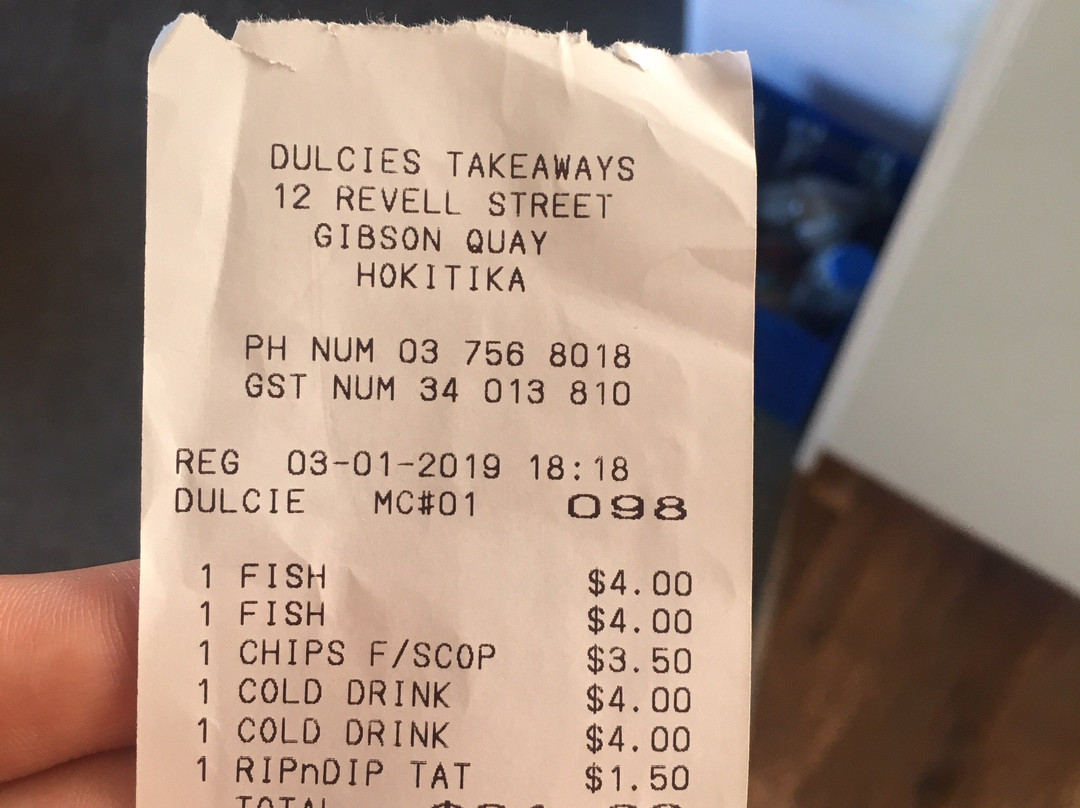 DULCIES TAKEAWAYS
12 REVELL STREET
GIBSON QUAY
HOKITIKA
PH NUM 03 756 8018
GST NUM 34 013 810
REG 03-01-2019 18:18
DULCIE MC#01 098
1 FISH $4.00
1 FISH $4.00
1 CHIPS F/SCOP $3.50
1 COLD DRINK $4.00
1 COLD DRINK $4.00
1 RIPnDIP TAT $1.50
TOTAL